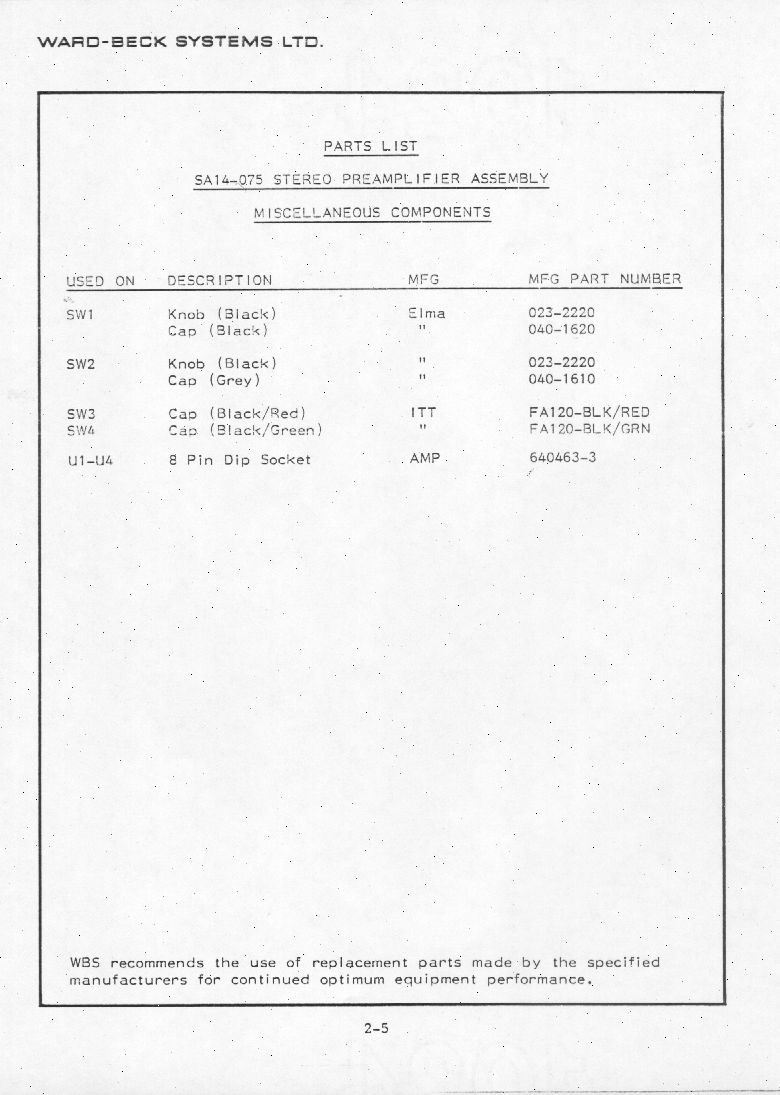 WARD-BECK SYSTEMS LTD.
PARTS LIST
SA14-075 STEREO PREAMPLIFIER ASSEMBLY
MISCELLANEOUS COMPONENTS
USED ON DESCRIPTION MFG MFG PART NUMBER
SW1 Knob (Black) Elma 023-2220
Cap (Black) " 040-1620
SW2 Knob (Black) " 023-2220
Cap (Grey) " 040-1610
SW3 Cap (Black/Red) ITT FA120-BLK/RED
SW4 Cap (Black/Green) " FA120-BLK/GRN
U1-U4 8 Pin Dip Socket AMP 640463-3
WBS recommends the use of replacement parts made by the specified
manufacturers for continued optimum equipment performance.
2-5